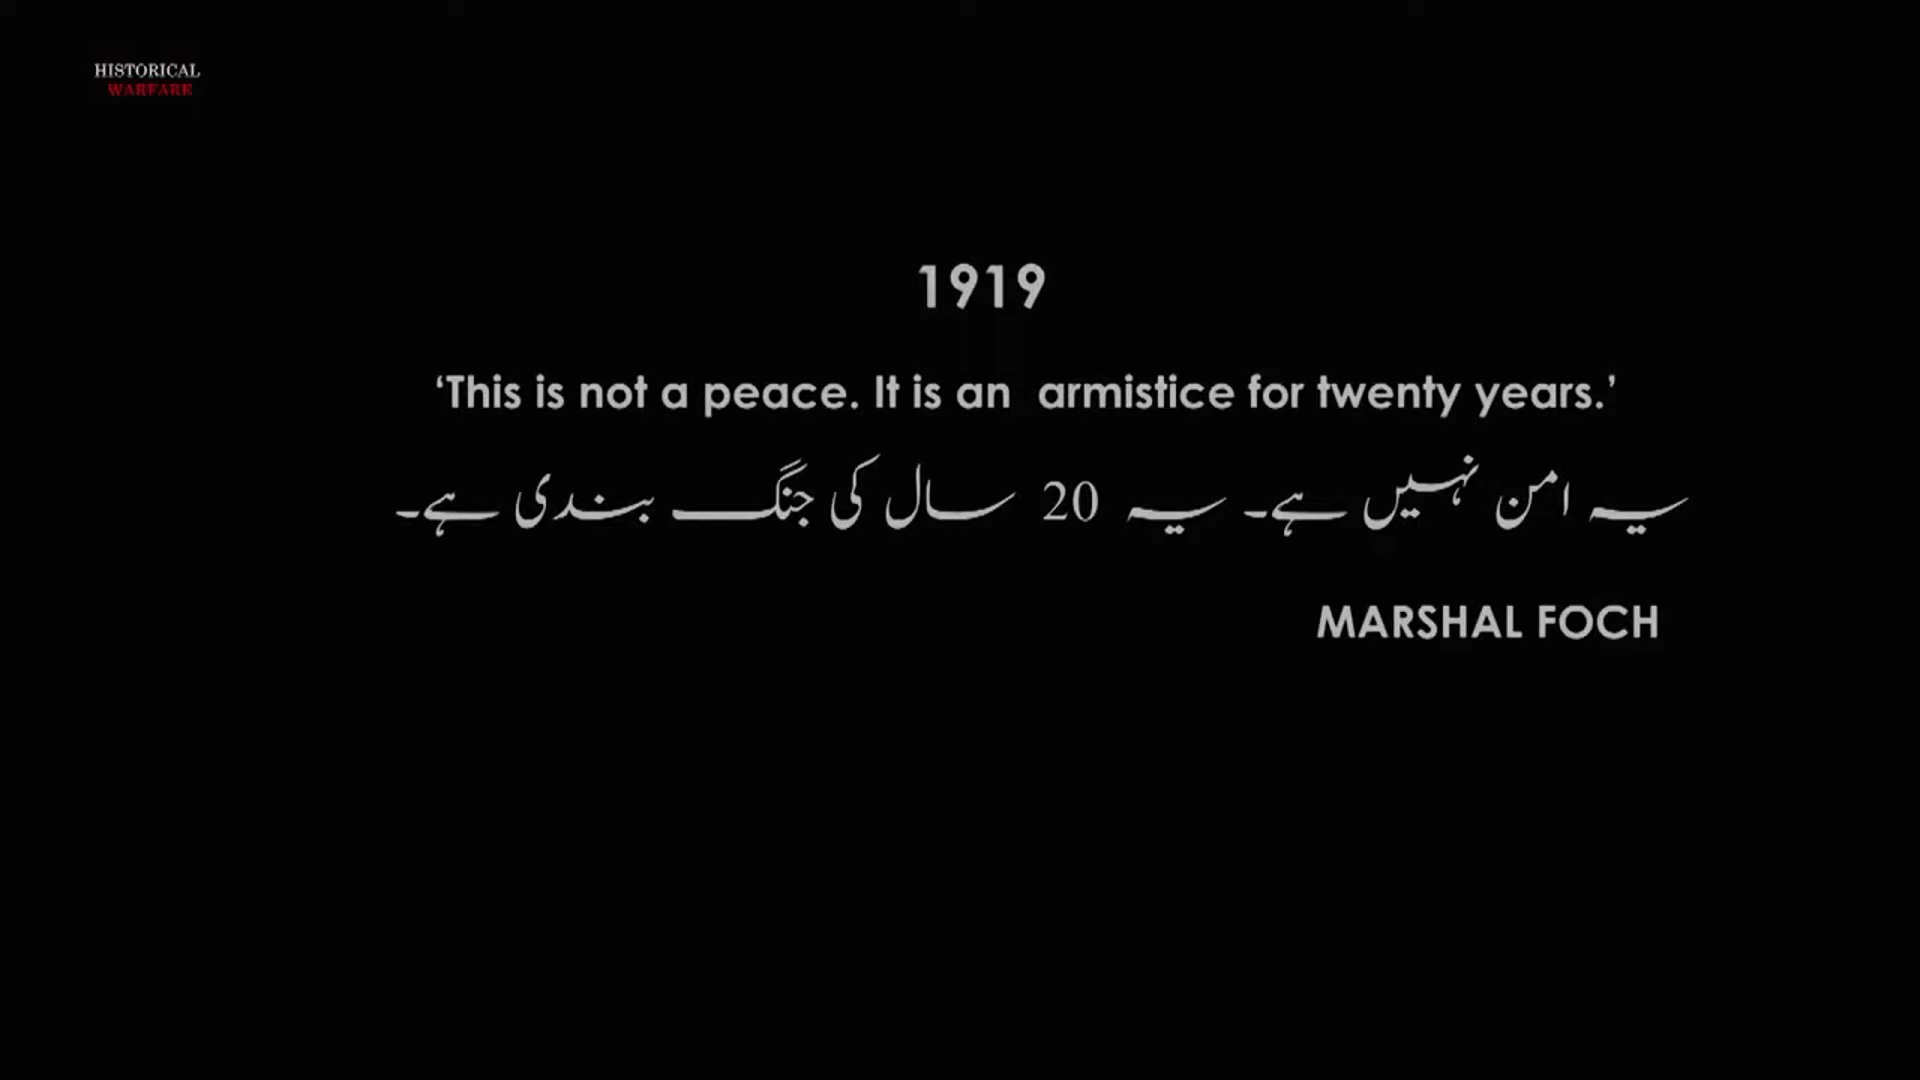 HISTORICAL
WARFARE
1919
‘This is not a peace. It is an  armistice for twenty years.’
یہ امن نہیں ہے۔ یہ 20 سال کی جنگ بندی ہے۔
MARSHAL FOCH